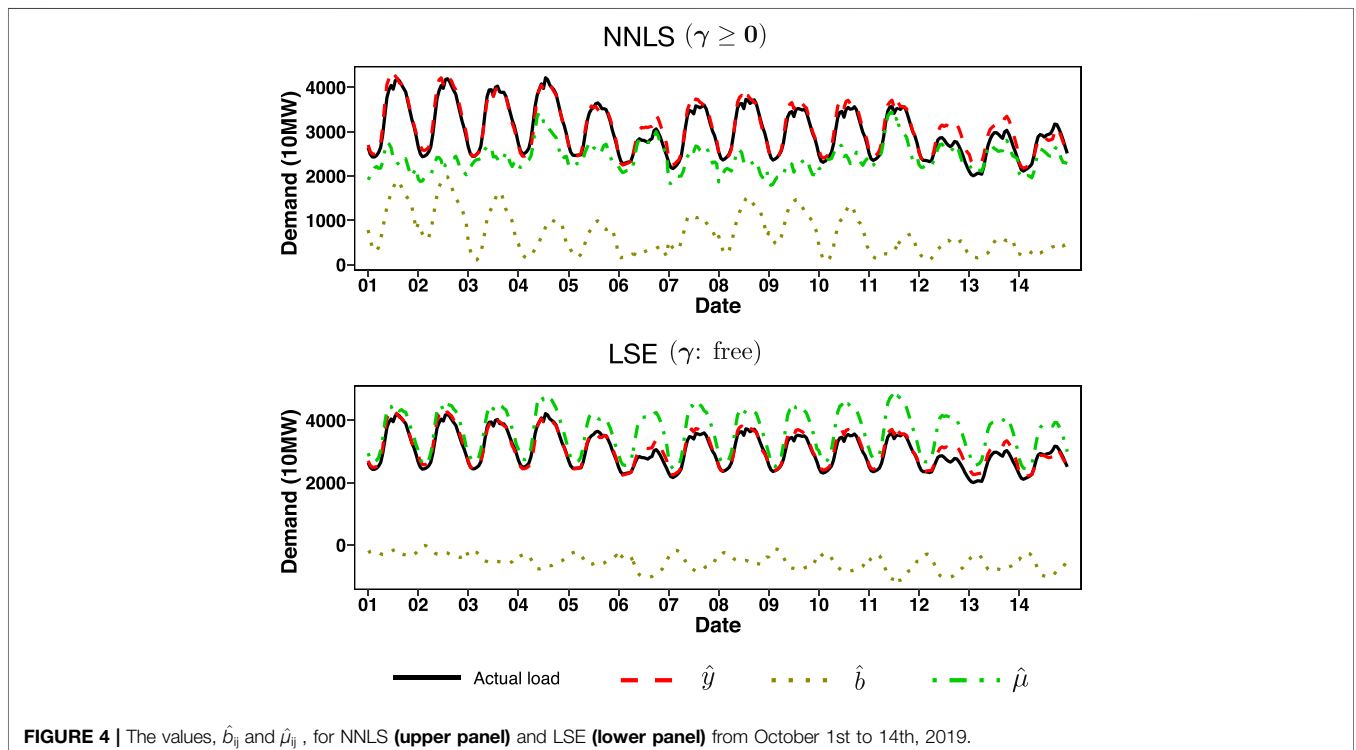 NNLS (γ ≥ 0)
Demand (10MW)
4000
3000
2000
1000
0
01 02 03 04 05 06 07 08 09 10 11 12 13 14
Date
LSE (γ: free)
Demand (10MW)
4000
2000
0
01 02 03 04 05 06 07 08 09 10 11 12 13 14
Date
Actual load ŷ b̂ μ̂
FIGURE 4 | The values, b̂ij and μ̂ij , for NNLS (upper panel) and LSE (lower panel) from October 1st to 14th, 2019.